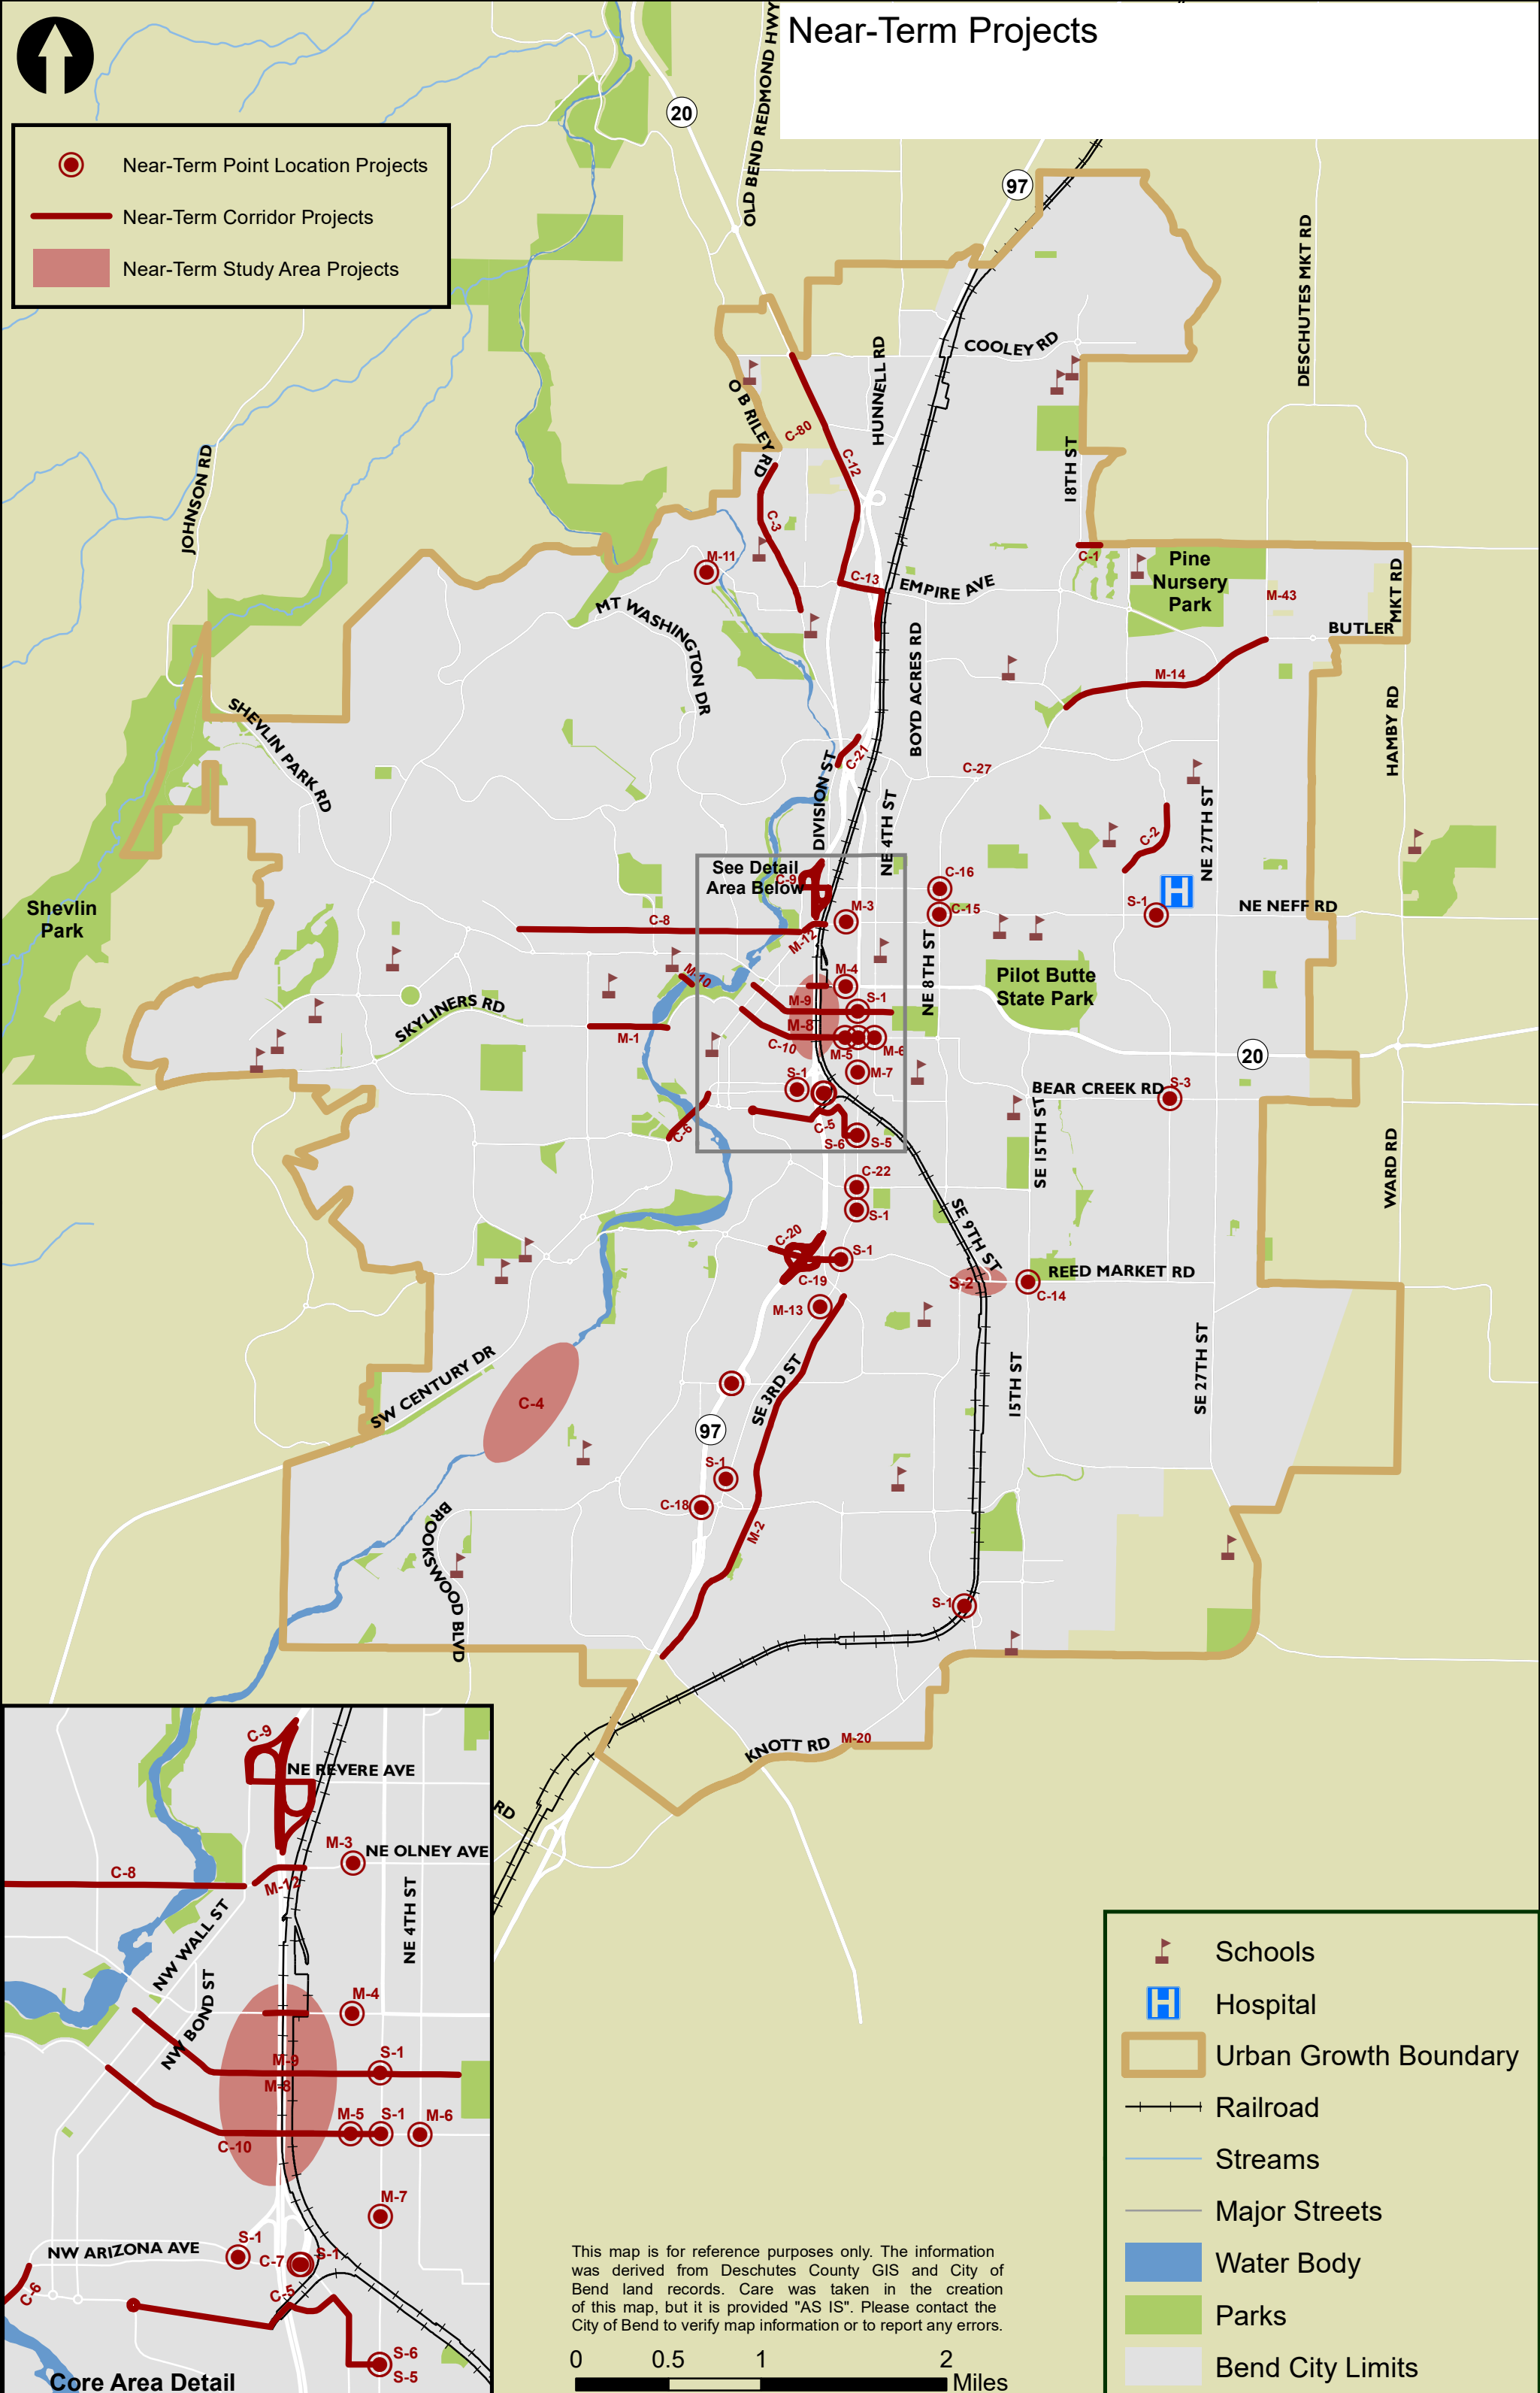 Near-Term Projects
Near-Term Point Location Projects
Near-Term Corridor Projects
Near-Term Study Area Projects
20
OLD BEND REDMOND HWY
97
DESCHUTES MKT RD
COOLEY RD
HUNNELL RD
O B RILEY RD
C-80
C-12
18TH ST
JOHNSON RD
C-3
M-11
C-13
EMPIRE AVE
C-1
Pine
Nursery
Park
M-43
MKT RD
BUTLER
MT WASHINGTON DR
BOYD ACRES RD
M-14
HAMBY RD
SHEVLIN PARK RD
C-21
C-27
DIVISION ST
NE 4TH ST
NE 27TH ST
C-2
See Detail
Area Below
C-9
C-16
C-15
M-3
S-1
H
NE NEFF RD
Shevlin
Park
C-8
M-12
NE 8TH ST
Pilot Butte
State Park
M-10
M-4
S-1
M-9
M-8
SKYLINERS RD
M-1
C-10
M-5
M-6
20
M-7
S-1
BEAR CREEK RD
S-3
C-6
C-5
S-6
S-5
SE 15TH ST
WARD RD
C-22
S-1
SE 9TH ST
C-20
S-1
C-19
S-2
REED MARKET RD
C-14
M-13
SW CENTURY DR
C-4
SE 3RD ST
15TH ST
SE 27TH ST
97
S-1
C-18
M-2
BROOKSWOOD BLVD
S-1
KNOTT RD
M-20
RD
C-9
NE REVERE AVE
M-3
NE OLNEY AVE
C-8
M-12
NW WALL ST
NE 4TH ST
NW BOND ST
M-4
M-9
S-1
M-8
M-5
S-1
M-6
C-10
M-7
S-1
NW ARIZONA AVE
C-7
S-1
C-6
C-5
S-6
S-5
Core Area Detail
This map is for reference purposes only. The information
was derived from Deschutes County GIS and City of
Bend land records. Care was taken in the creation
of this map, but it is provided "AS IS". Please contact the
City of Bend to verify map information or to report any errors.
0 0.5 1 2
Miles
Schools
H Hospital
Urban Growth Boundary
Railroad
Streams
Major Streets
Water Body
Parks
Bend City Limits